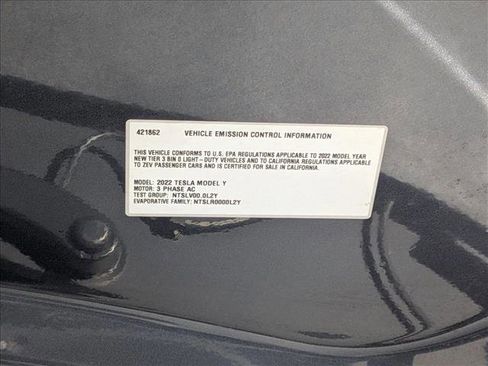 421862 VEHICLE EMISSION CONTROL INFORMATION
THIS VEHICLE CONFORMS TO U.S. EPA REGULATIONS APPLICABLE TO 2022 MODEL YEAR
NEW TIER 3 BIN 0 LIGHT-DUTY VEHICLES AND TO CALIFORNIA REGULATIONS APPLICABLE
TO ZEV PASSENGER CARS AND IS CERTIFIED FOR SALE IN CALIFORNIA.
MODEL: 2022 TESLA MODEL Y
MOTOR: 3 PHASE AC
TEST GROUP: NTSLV00.0L2Y
EVAPORATIVE FAMILY: NTSLR0000L2Y